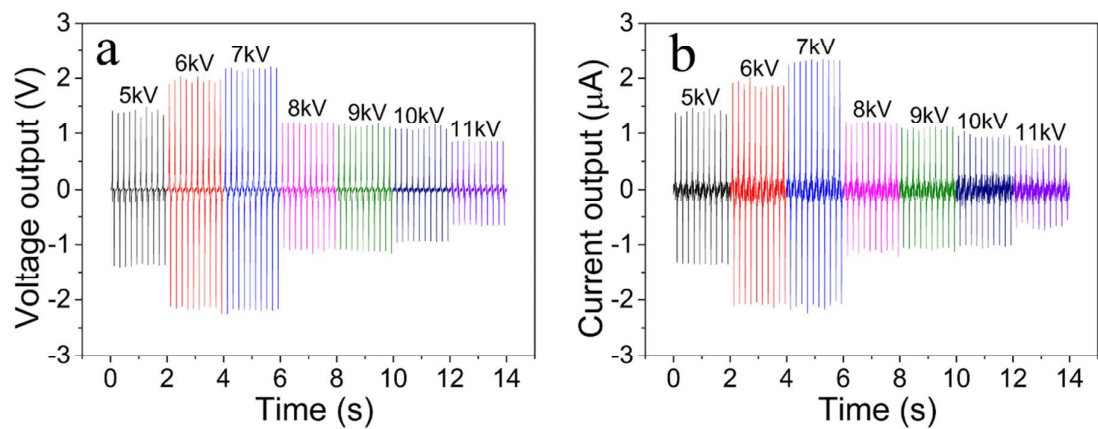 a
Voltage output (V)
3
2
1
0
-1
-2
-3
5kV
6kV
7kV
8kV
9kV
10kV
11kV
0 2 4 6 8 10 12 14
Time (s)
b
Current output (μA)
3
2
1
0
-1
-2
-3
5kV
6kV
7kV
8kV
9kV
10kV
11kV
0 2 4 6 8 10 12 14
Time (s)